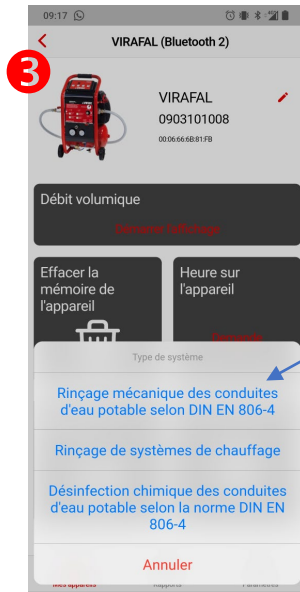 09:17
VIRAFAL (Bluetooth 2)
3
VIRAFAL
0903101008
00:06:66:6B:81:FB
Débit volumique
Démarrer l'affichage
Effacer la
mémoire de
l'appareil
Heure sur
l'appareil
Type de système
Rinçage mécanique des conduites
d'eau potable selon DIN EN 806-4
Rinçage de systèmes de chauffage
Désinfection chimique des conduites
d'eau potable selon la norme DIN EN
806-4
Annuler
Mes appareils Rapports Paramètres